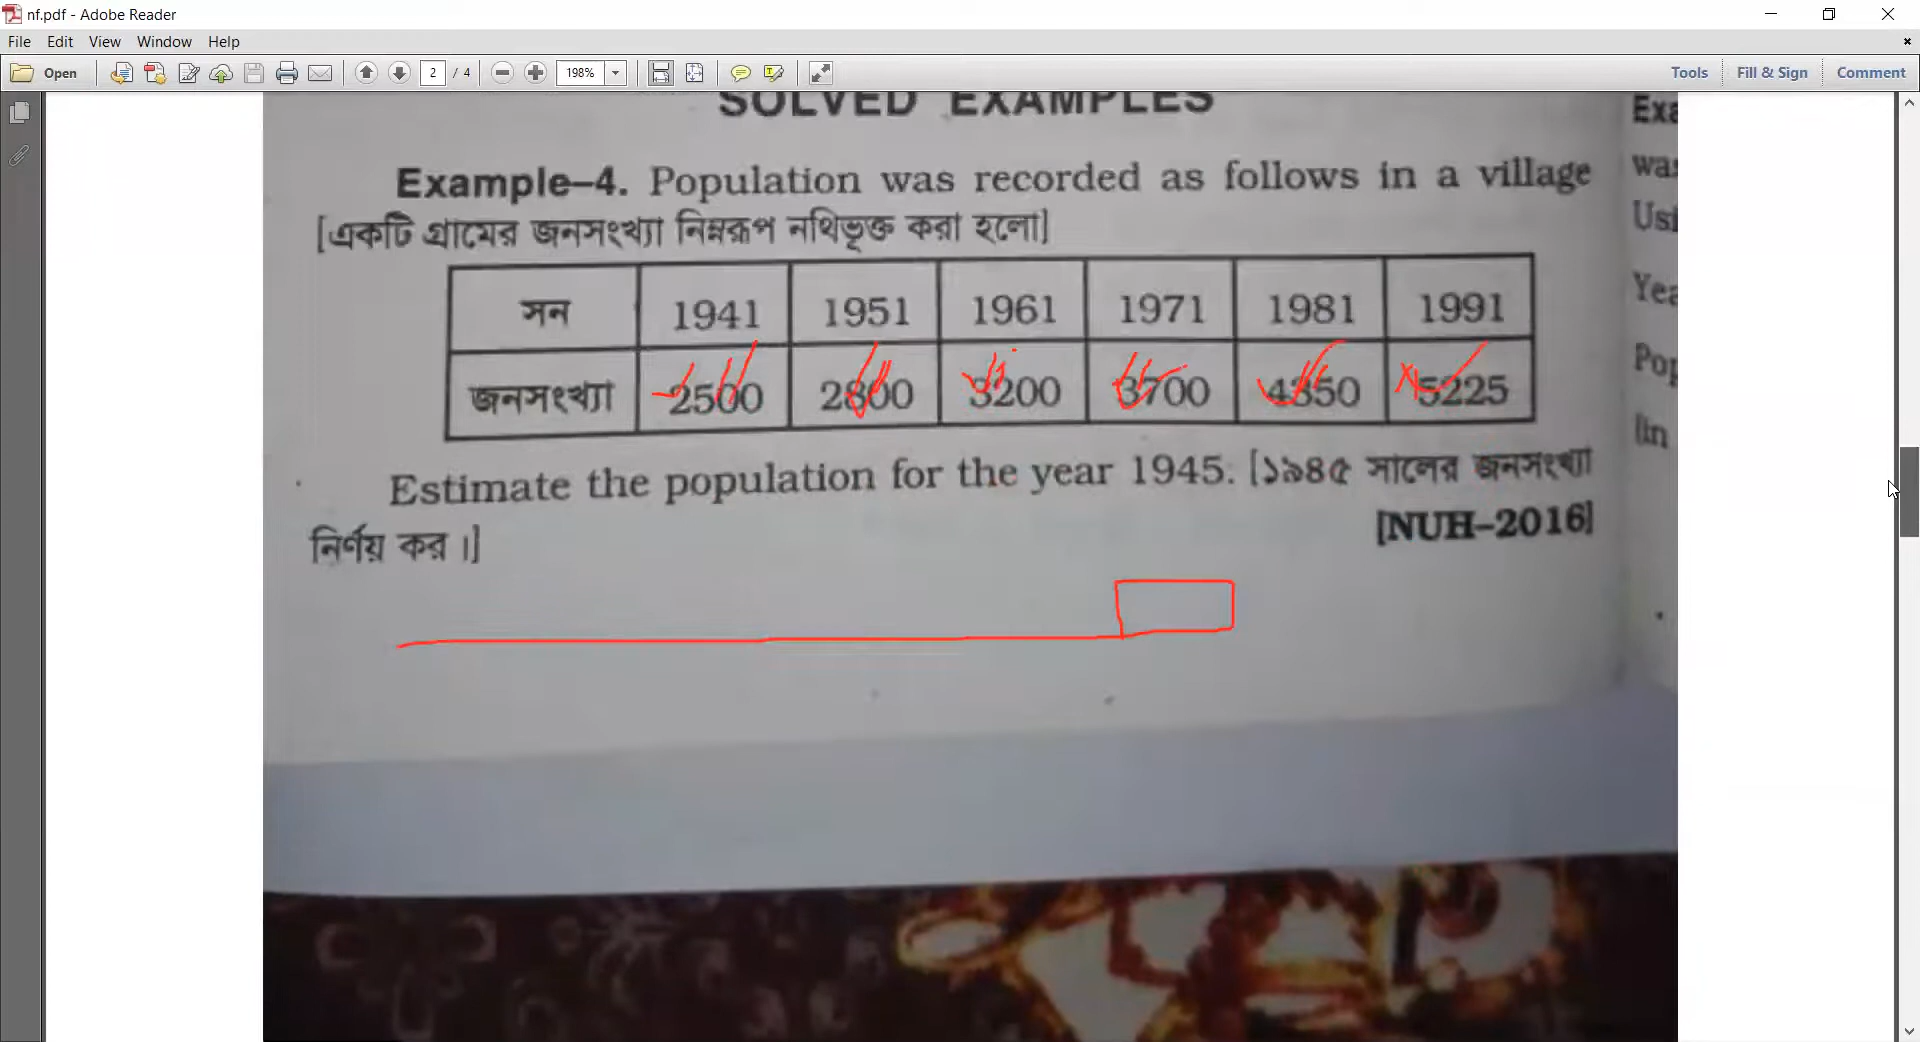 nf.pdf - Adobe Reader
File Edit View Window Help
Open 2 / 4 198% Tools Fill & Sign Comment
SOLVED EXAMPLES
Example–4. Population was recorded as follows in a village
[একটি গ্রামের জনসংখ্যা নিম্নরূপ নথিভূক্ত করা হলো]
সন 1941 1951 1961 1971 1981 1991
জনসংখ্যা 2500 2800 3200 3700 4350 5225
Estimate the population for the year 1945. [১৯৪৫ সালের জনসংখ্যা
নির্ণয় কর।]
[NUH–2016]